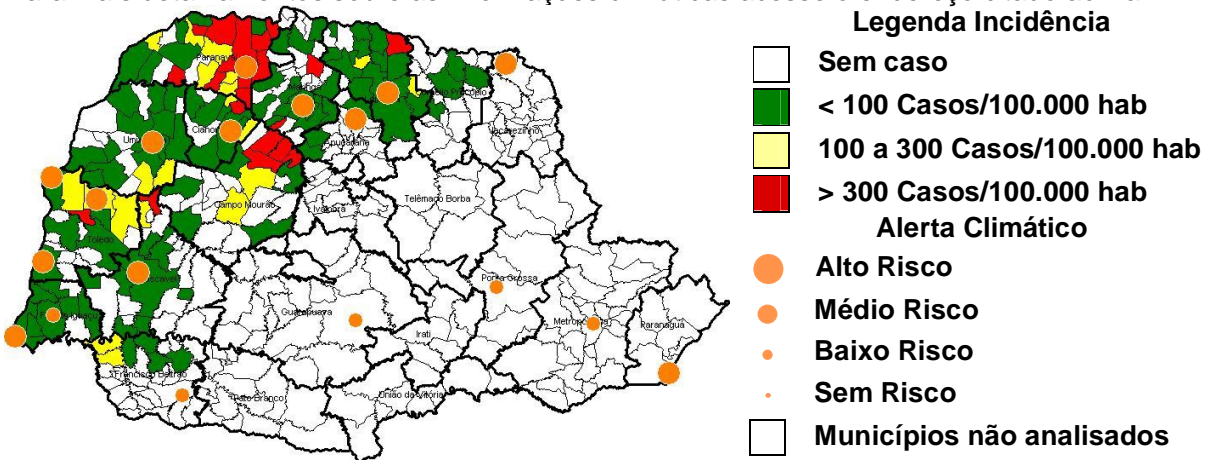 Legenda Incidência
Sem caso
< 100 Casos/100.000 hab
100 a 300 Casos/100.000 hab
> 300 Casos/100.000 hab
Alerta Climático
Alto Risco
Médio Risco
Baixo Risco
Sem Risco
Municípios não analisados
Campo Mourão
Ivaiporã
Telêmaco Borba
Toledo
Ponta Grossa
Guarapuava
Irati
Paranaguá
Francisco Beltrão
Pato Branco
União da Vitória
Jacarezinho
Apucarana